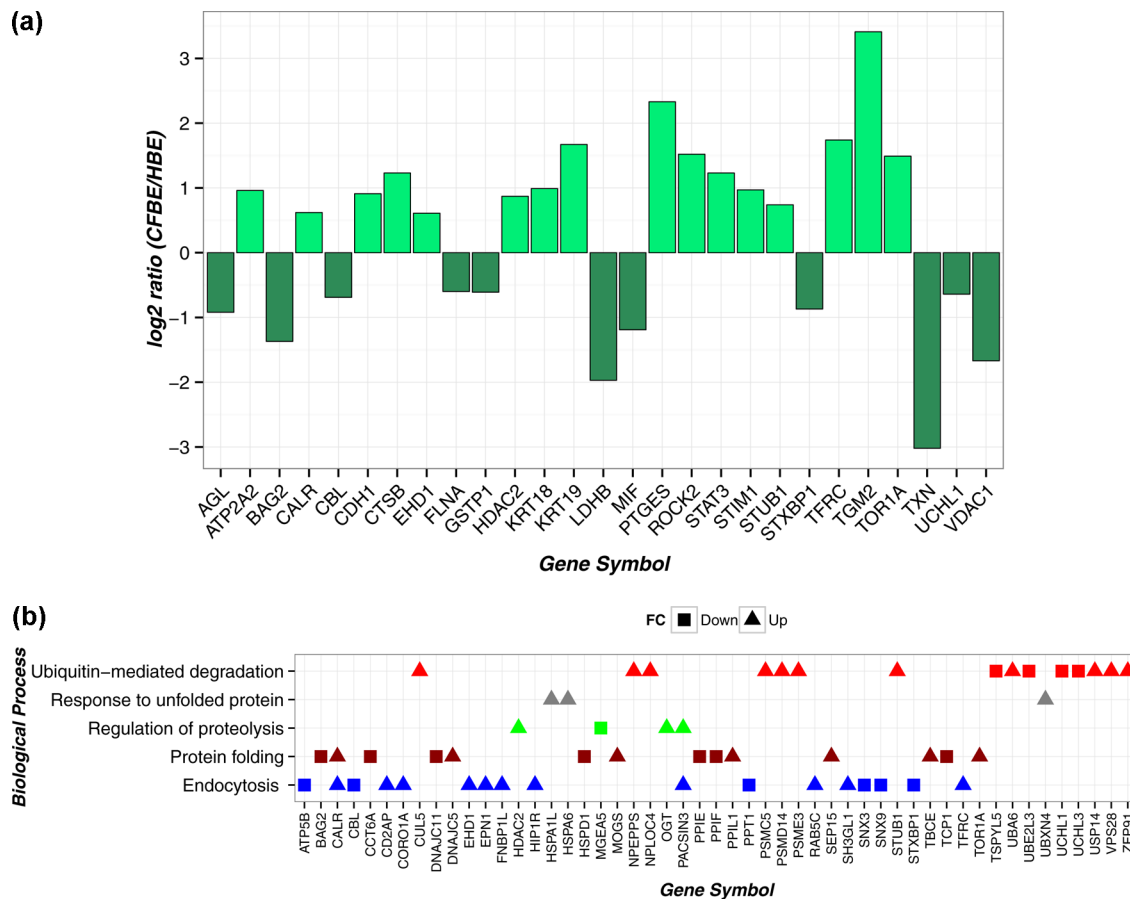 (a)
log2 ratio (CFBE/HBE)
3
2
1
0
−1
−2
−3
AGL
ATP2A2
BAG2
CALR
CBL
CDH1
CTSB
EHD1
FLNA
GSTP1
HDAC2
KRT18
KRT19
LDHB
MIF
PTGES
ROCK2
STAT3
STIM1
STUB1
STXBP1
TFRC
TGM2
TOR1A
TXN
UCHL1
VDAC1
Gene Symbol
(b)
FC Down Up
Biological Process
Ubiquitin−mediated degradation
Response to unfolded protein
Regulation of proteolysis
Protein folding
Endocytosis
ATP5B
BAG2
CALR
CBL
CCT6A
CD2AP
CORO1A
CUL5
DNAJC11
DNAJC5
EHD1
EPN1
FNBP1L
HDAC2
HIP1R
HSPA1L
HSPA6
HSPD1
MGEA5
MOGS
NPEPPS
NPLOC4
OGT
PACSIN3
PPIE
PPIF
PPIL1
PPT1
PSMC5
PSMD14
PSME3
RAB5C
SEP15
SH3GL1
SNX3
SNX9
STUB1
STXBP1
TBCE
TCP1
TFRC
TOR1A
TSPYL5
UBA6
UBE2L3
UBXN4
UCHL1
UCHL3
USP14
VPS28
ZFP91
Gene Symbol